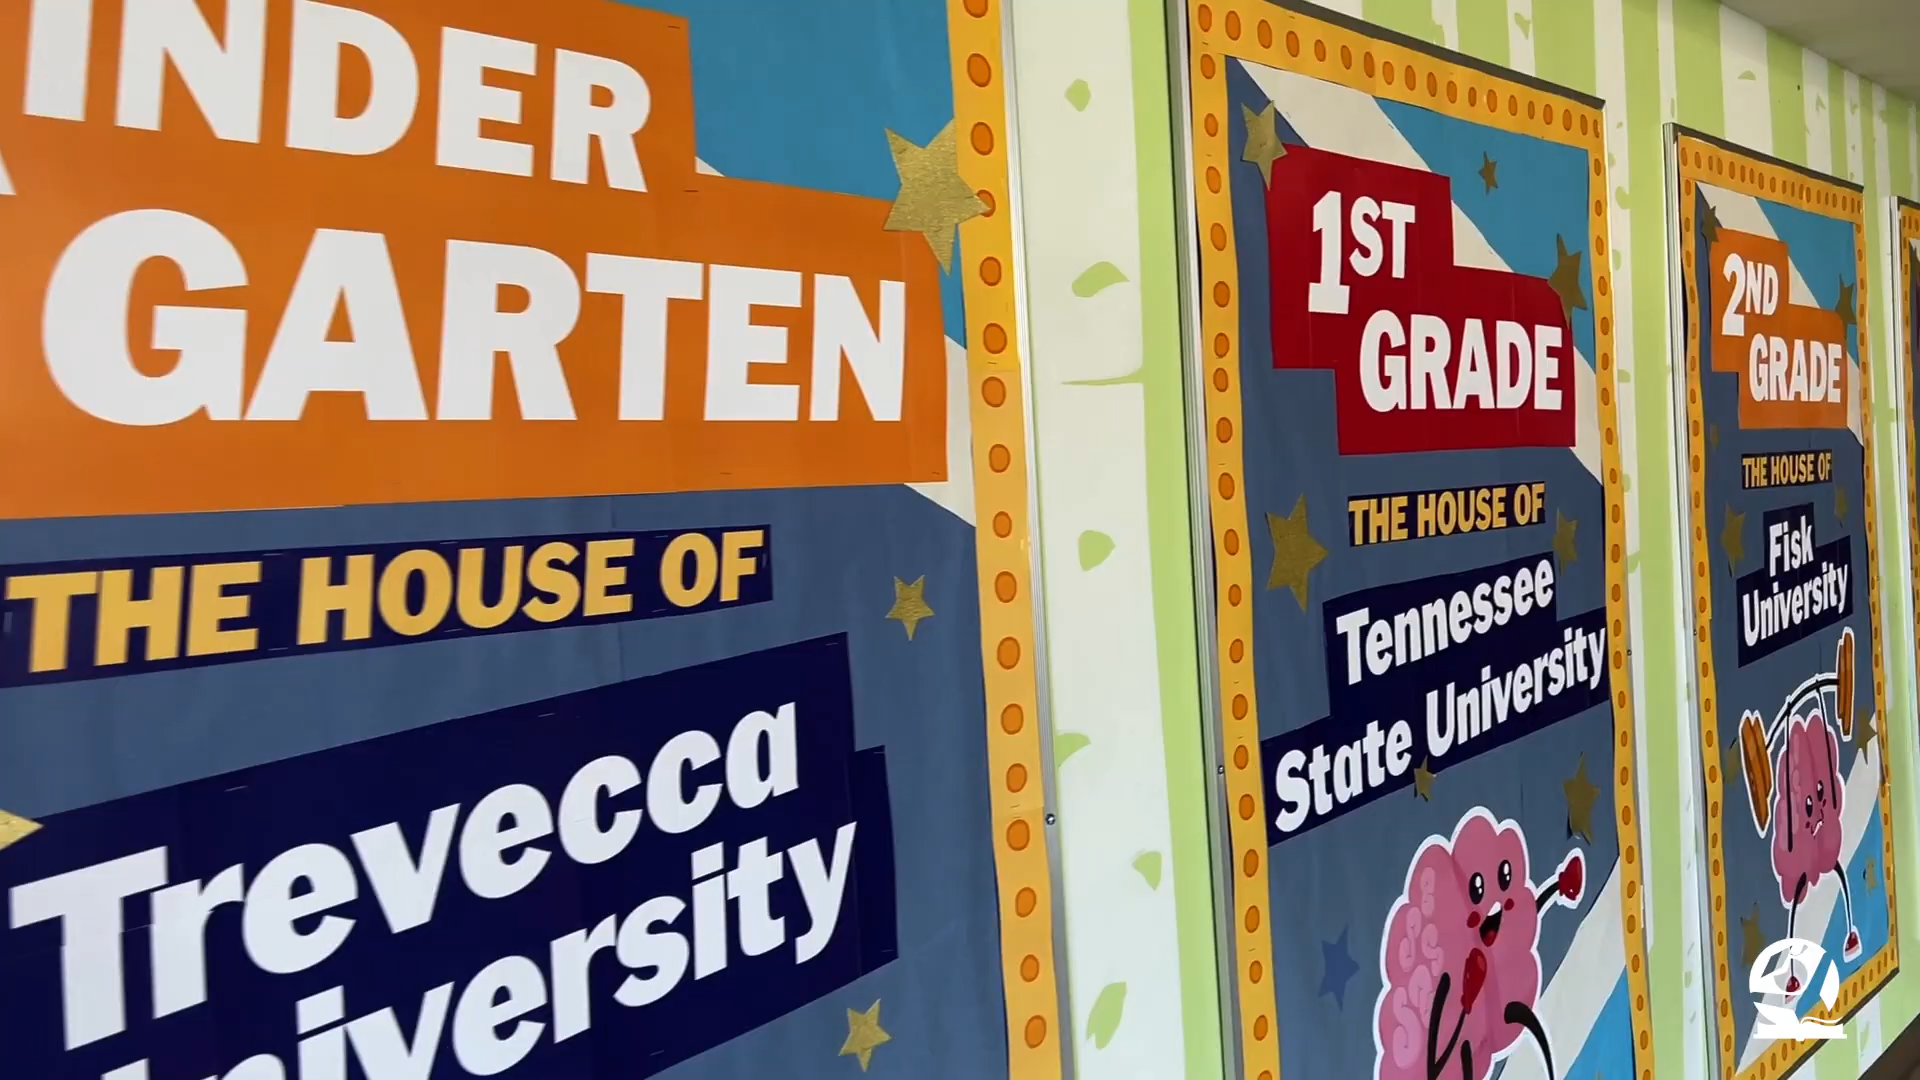 INDER
GARTEN
THE HOUSE OF
Trevecca
University
1ST
GRADE
THE HOUSE OF
Tennessee
State University
2ND
GRADE
THE HOUSE OF
Fisk
University